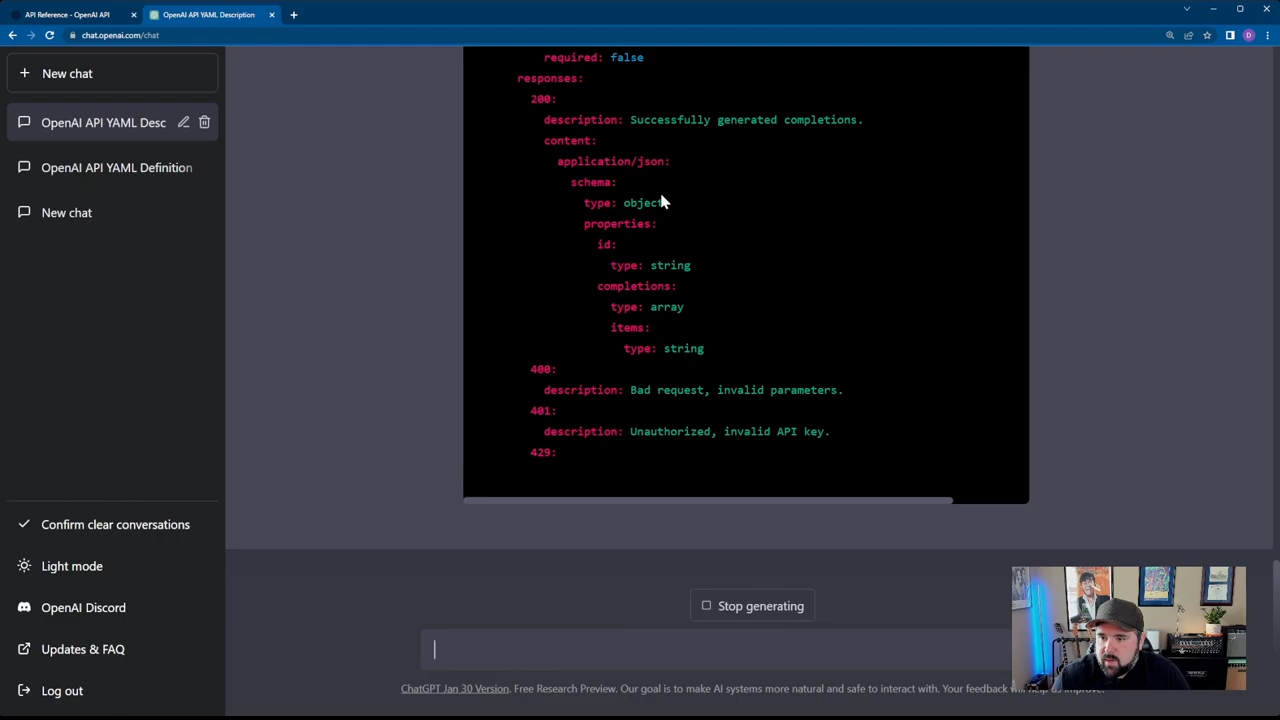 API Reference - OpenAI API
OpenAI API YAML Description
chat.openai.com/chat
D
New chat
OpenAI API YAML Desc
OpenAI API YAML Definition
New chat
required: false
responses:
200:
description: Successfully generated completions.
content:
application/json:
schema:
type: object
properties:
id:
type: string
completions:
type: array
items:
type: string
400:
description: Bad request, invalid parameters.
401:
description: Unauthorized, invalid API key.
429:
Confirm clear conversations
Light mode
OpenAI Discord
Updates & FAQ
Log out
Stop generating
ChatGPT Jan 30 Version. Free Research Preview. Our goal is to make AI systems more natural and safe to interact with. Your feedback will help us improve.